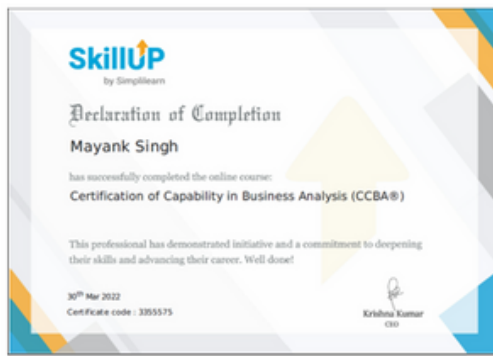 SkillUP
by Simplilearn
Declaration of Completion
Mayank Singh
has successfully completed the online course:
Certification of Capability in Business Analysis (CCBA®)
This professional has demonstrated initiative and a commitment to deepening
their skills and advancing their career. Well done!
30th Mar 2022
Certificate code : 3355575
Krishna Kumar
CEO